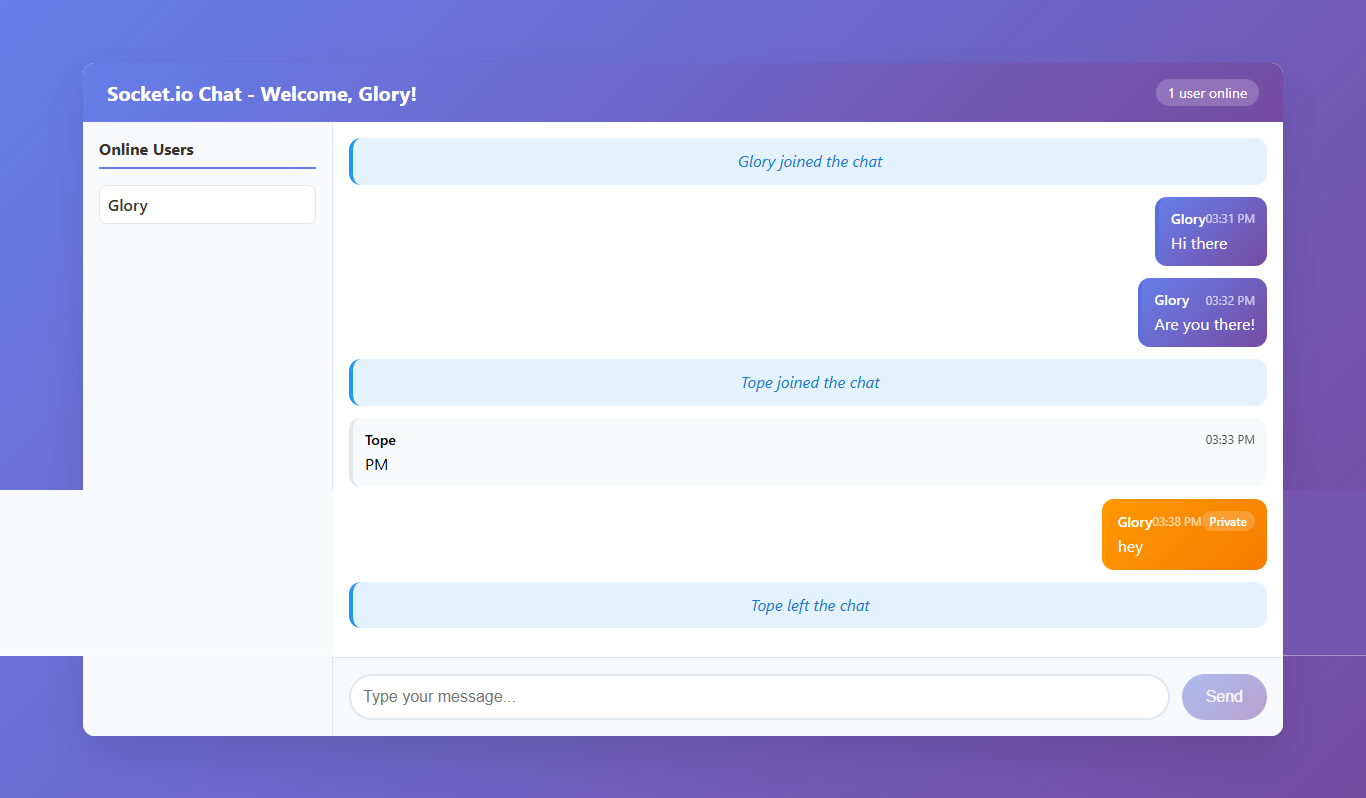 Socket.io Chat - Welcome, Glory!
1 user online
Online Users
Glory
Glory joined the chat
Glory 03:31 PM
Hi there
Glory 03:32 PM
Are you there!
Tope joined the chat
Tope 03:33 PM
PM
Glory 03:38 PM Private
hey
Tope left the chat
Type your message...
Send